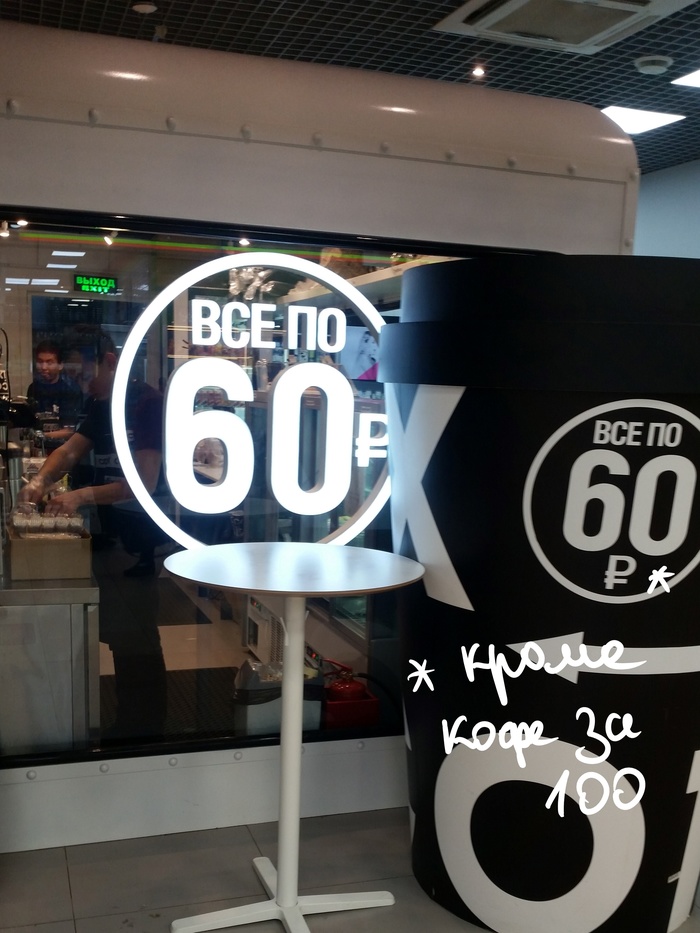 ВЫХОД
EXIT
ВСЕ ПО
60
₽
ВСЕ ПО
60
₽ *
* кроме
кофе за
100